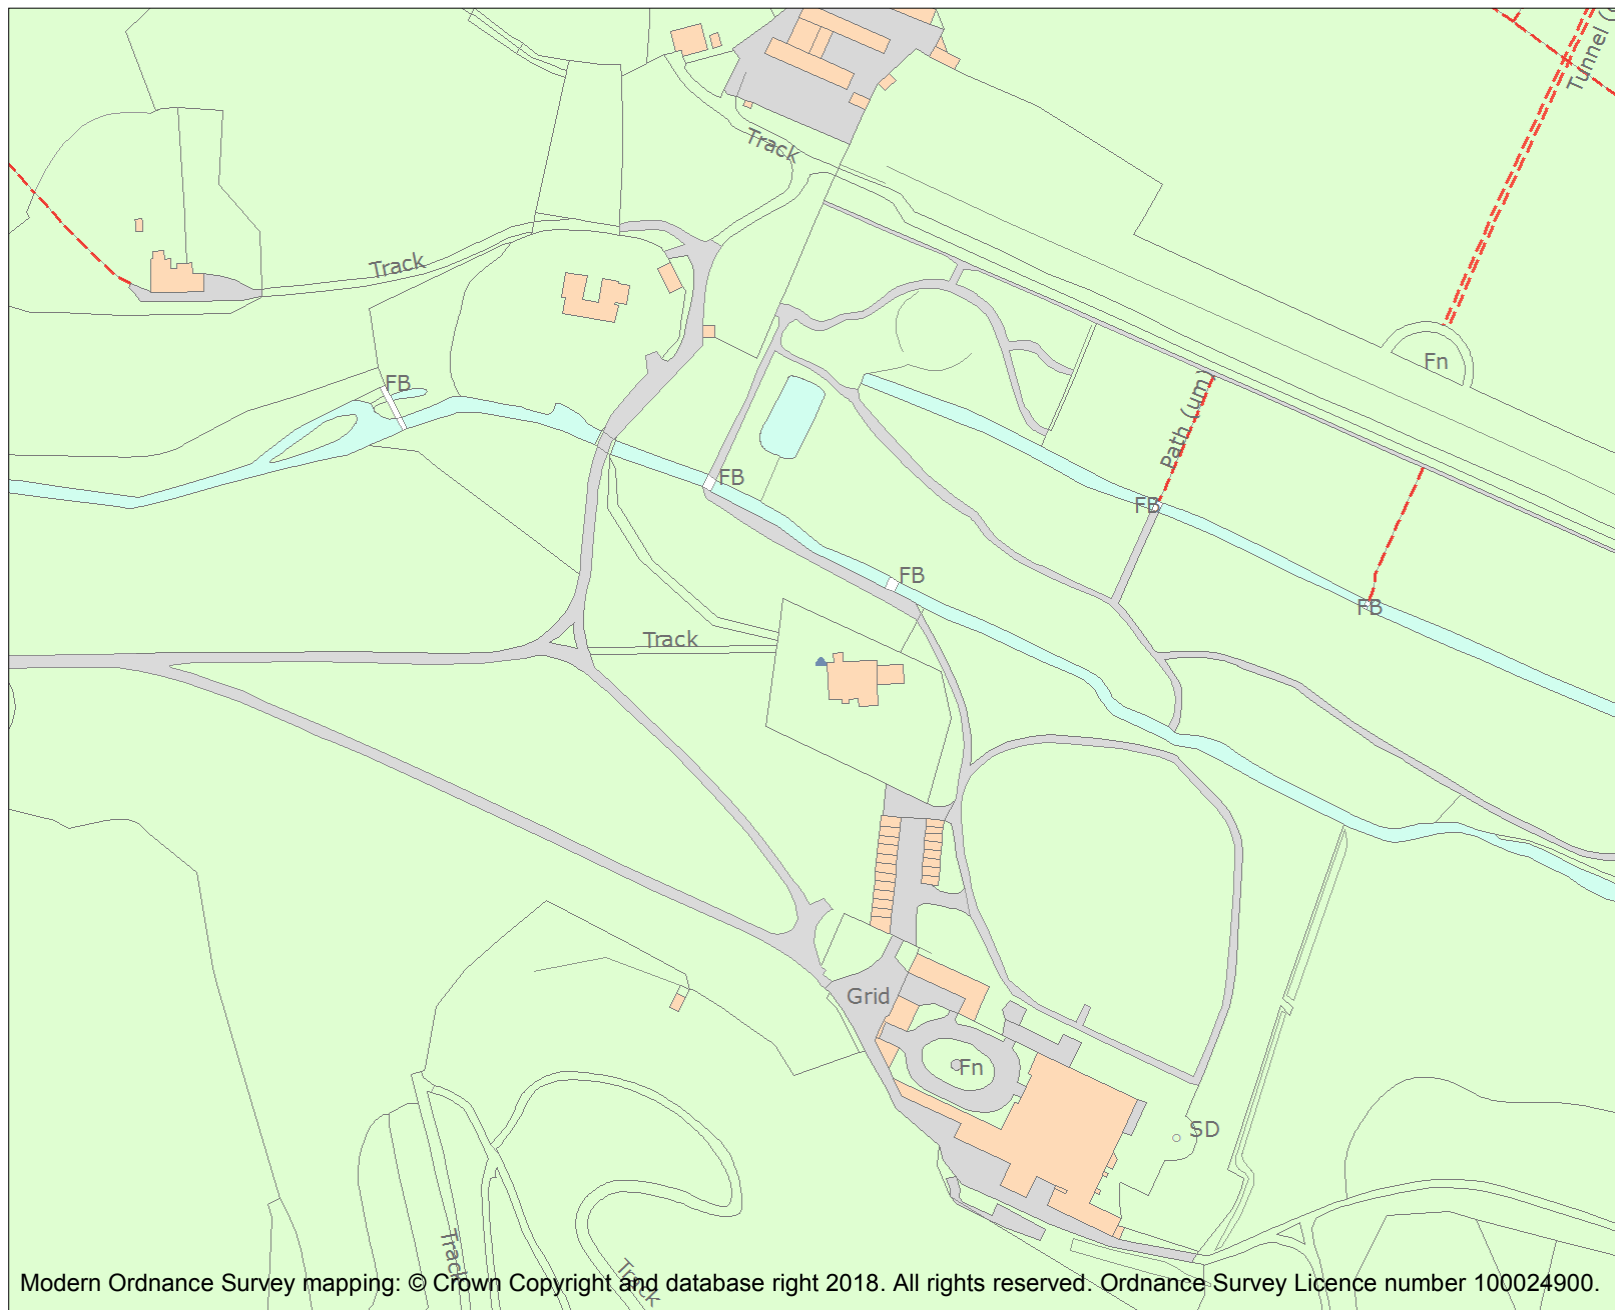 Tunnel
Track
Track
Fn
FB
Path (um)
FB
FB
FB
FB
Track
Grid
Fn
SD
Track
Track
Modern Ordnance Survey mapping: © Crown Copyright and database right 2018. All rights reserved. Ordnance Survey Licence number 100024900.